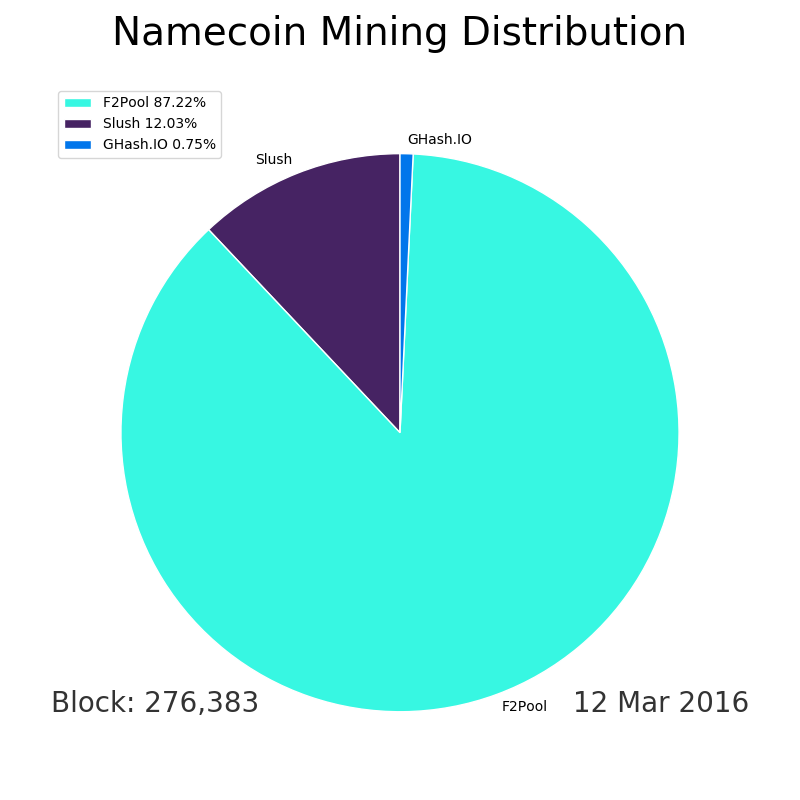 Namecoin Mining Distribution
F2Pool 87.22%
Slush 12.03%
GHash.IO 0.75%
GHash.IO
Slush
F2Pool
Block: 276,383
12 Mar 2016